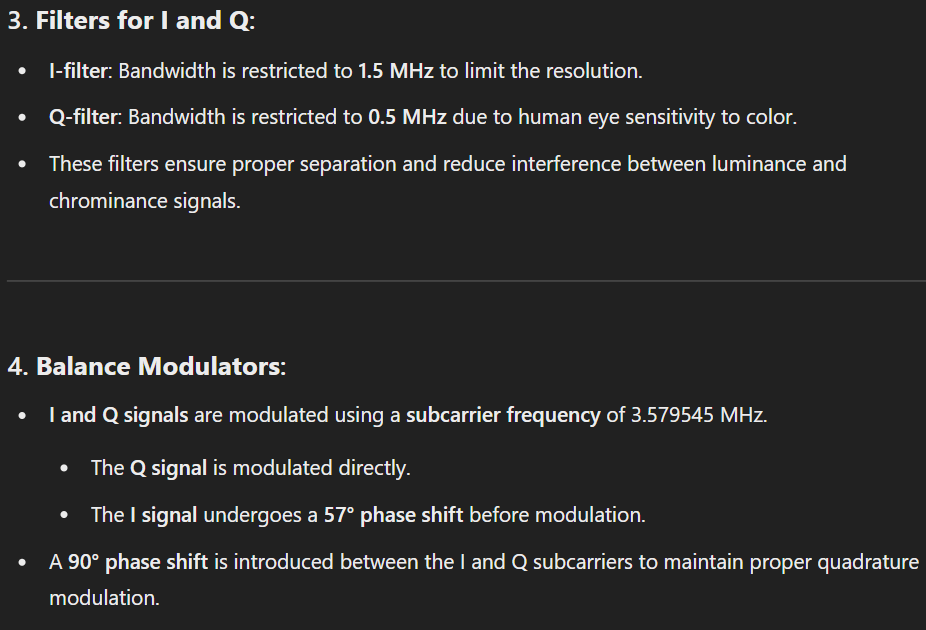 3. Filters for I and Q:
• I-filter: Bandwidth is restricted to 1.5 MHz to limit the resolution.
• Q-filter: Bandwidth is restricted to 0.5 MHz due to human eye sensitivity to color.
• These filters ensure proper separation and reduce interference between luminance and
chrominance signals.
4. Balance Modulators:
• I and Q signals are modulated using a subcarrier frequency of 3.579545 MHz.
• The Q signal is modulated directly.
• The I signal undergoes a 57° phase shift before modulation.
• A 90° phase shift is introduced between the I and Q subcarriers to maintain proper quadrature
modulation.